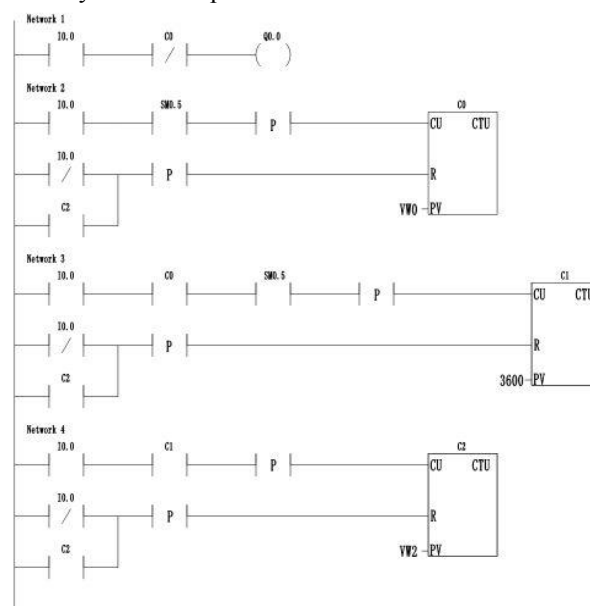 Network 1
I0.0 C0 Q0.0
/
Network 2
I0.0 SM0.5 C0
P CU CTU
I0.0
/ P R
C2
VW0 PV
Network 3
I0.0 C0 SM0.5 C1
P CU CTU
I0.0
/ P R
C2
3600 PV
Network 4
I0.0 C1 C2
P CU CTU
I0.0
/ P R
C2
VW2 PV